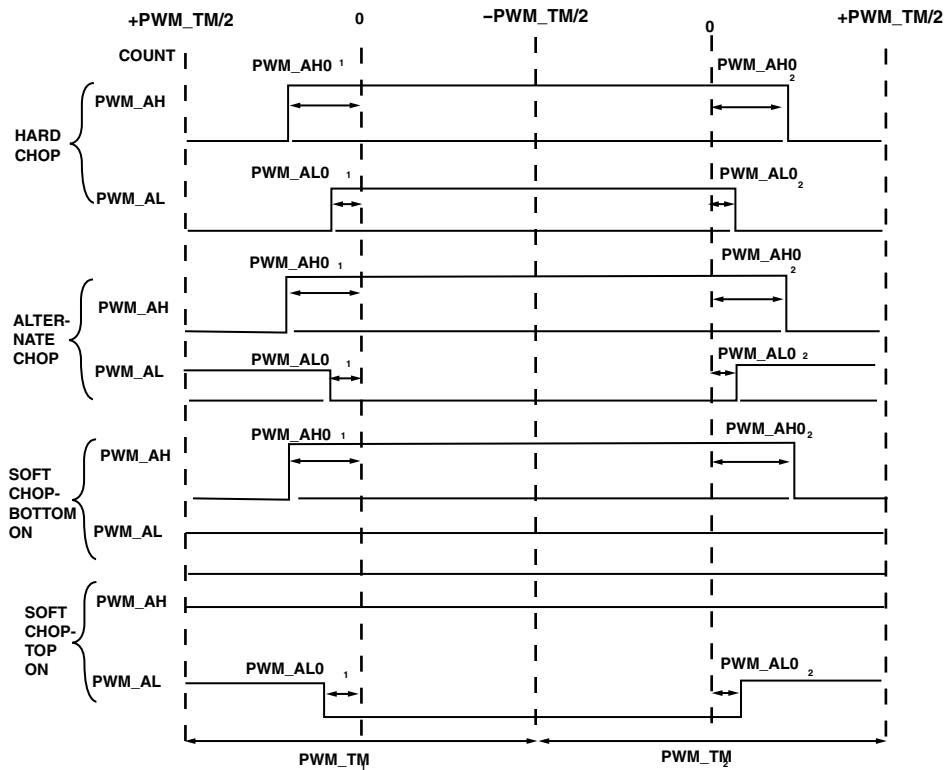 +PWM_TM/2 0 −PWM_TM/2 0 +PWM_TM/2
COUNT
PWM_AH0 1 PWM_AH0 2
PWM_AH
HARD
CHOP
PWM_AL0 1 PWM_AL0 2
PWM_AL
PWM_AH0 1 PWM_AH0 2
PWM_AH
ALTER-
NATE
CHOP
PWM_AL0 1 PWM_AL0 2
PWM_AL
PWM_AH0 1 PWM_AH0 2
PWM_AH
SOFT
CHOP-
BOTTOM
ON
PWM_AL
PWM_AH
SOFT
CHOP-
TOP
ON
PWM_AL0 1 PWM_AL0 2
PWM_AL
PWM_TM 1 PWM_TM 2